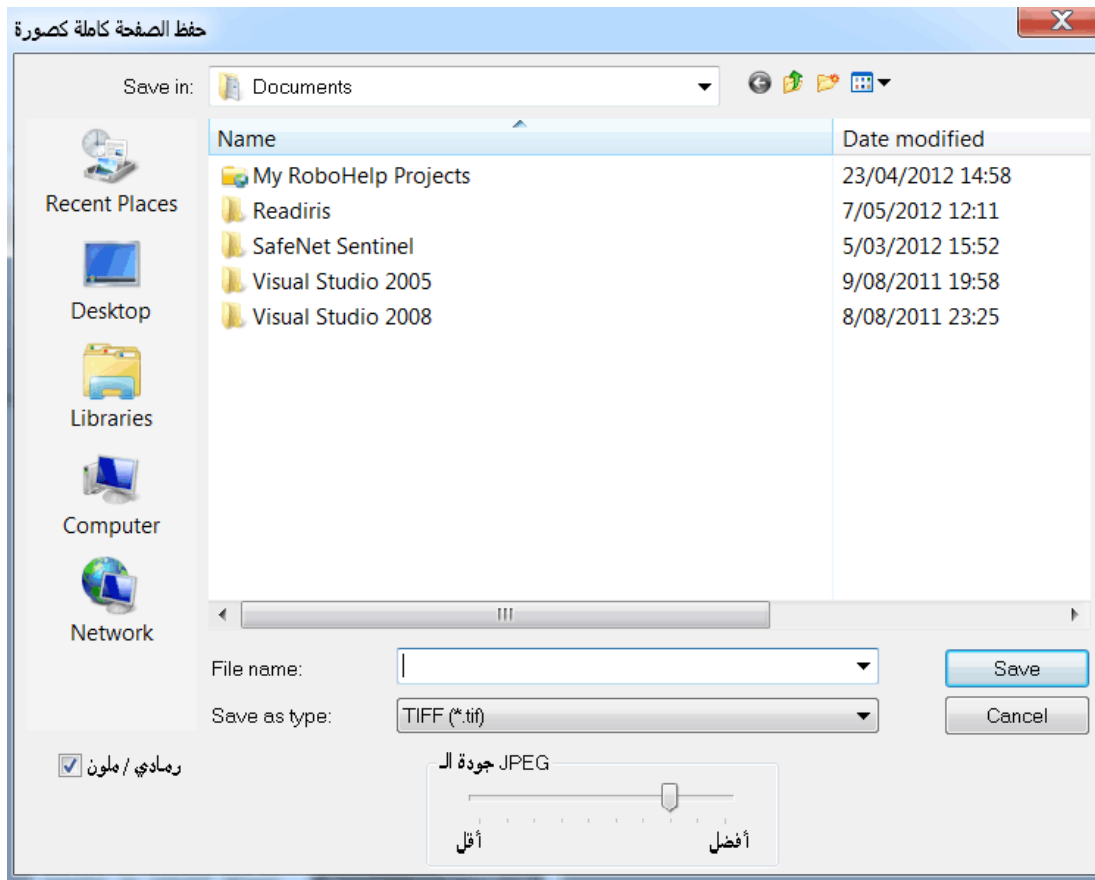 حفظ الصفحة كاملة كصورة
Save in: Documents
Name Date modified
My RoboHelp Projects 23/04/2012 14:58
Readiris 7/05/2012 12:11
SafeNet Sentinel 5/03/2012 15:52
Visual Studio 2005 9/08/2011 19:58
Visual Studio 2008 8/08/2011 23:25
Recent Places
Desktop
Libraries
Computer
Network
File name:
Save
Save as type: TIFF (*.tif)
Cancel
رمادي / ملون
جودة الـ JPEG
أقل أفضل